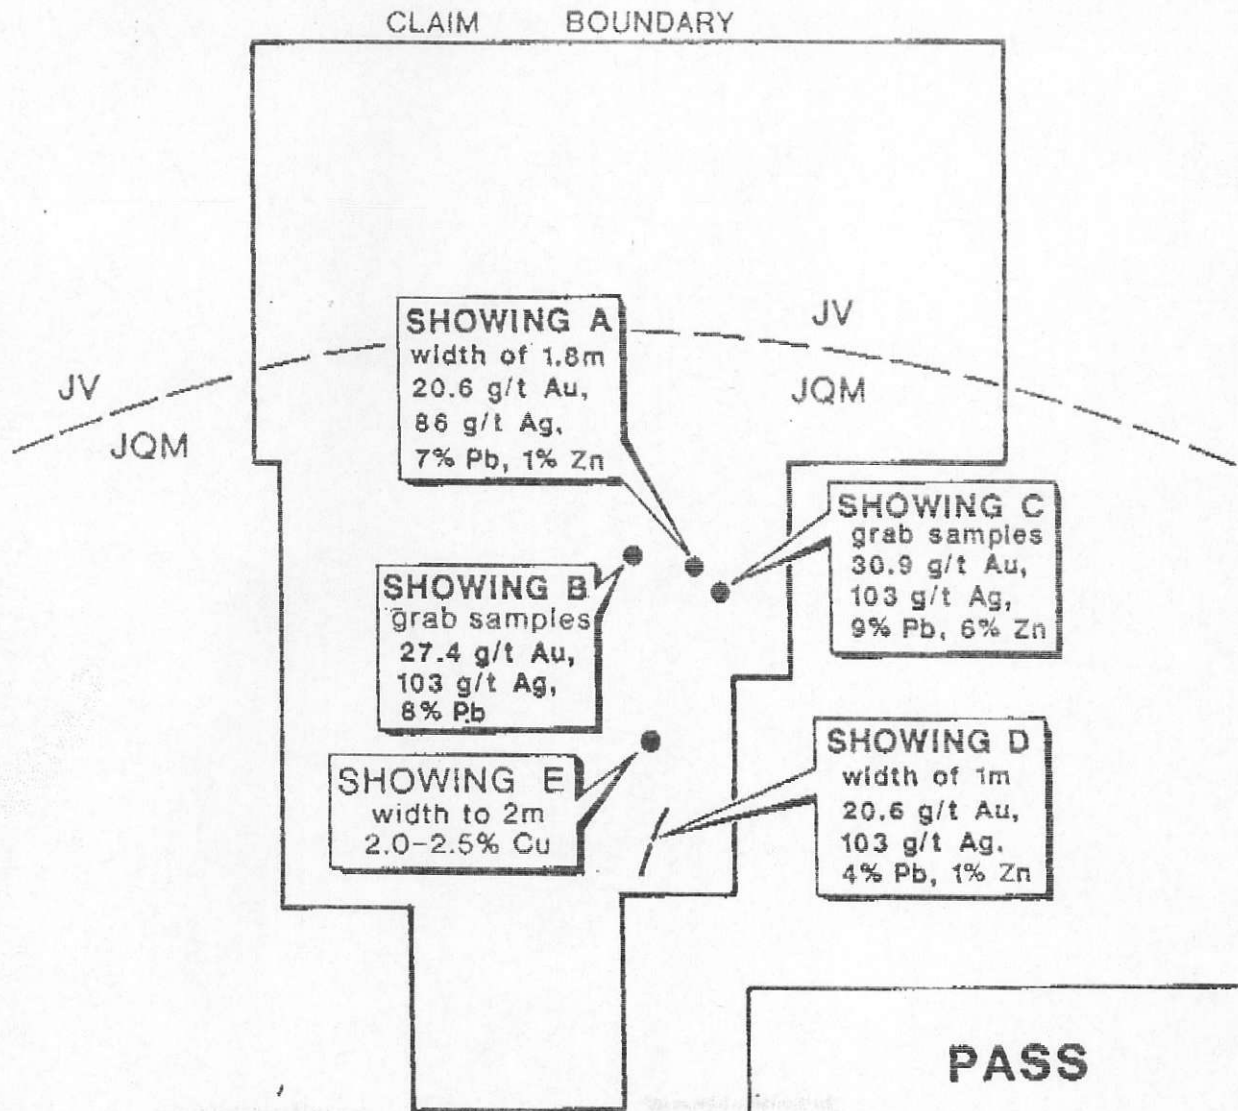 CLAIM BOUNDARY
JV
JQM
JV
JQM
SHOWING A
width of 1.8m
20.6 g/t Au,
86 g/t Ag.
7% Pb, 1% Zn
SHOWING C
grab samples
30.9 g/t Au,
103 g/t Ag,
9% Pb, 6% Zn
SHOWING B
grab samples
27.4 g/t Au,
103 g/t Ag,
8% Pb
SHOWING D
width of 1m
20.6 g/t Au,
103 g/t Ag.
4% Pb, 1% Zn
SHOWING E
width to 2m
2.0-2.5% Cu
PASS